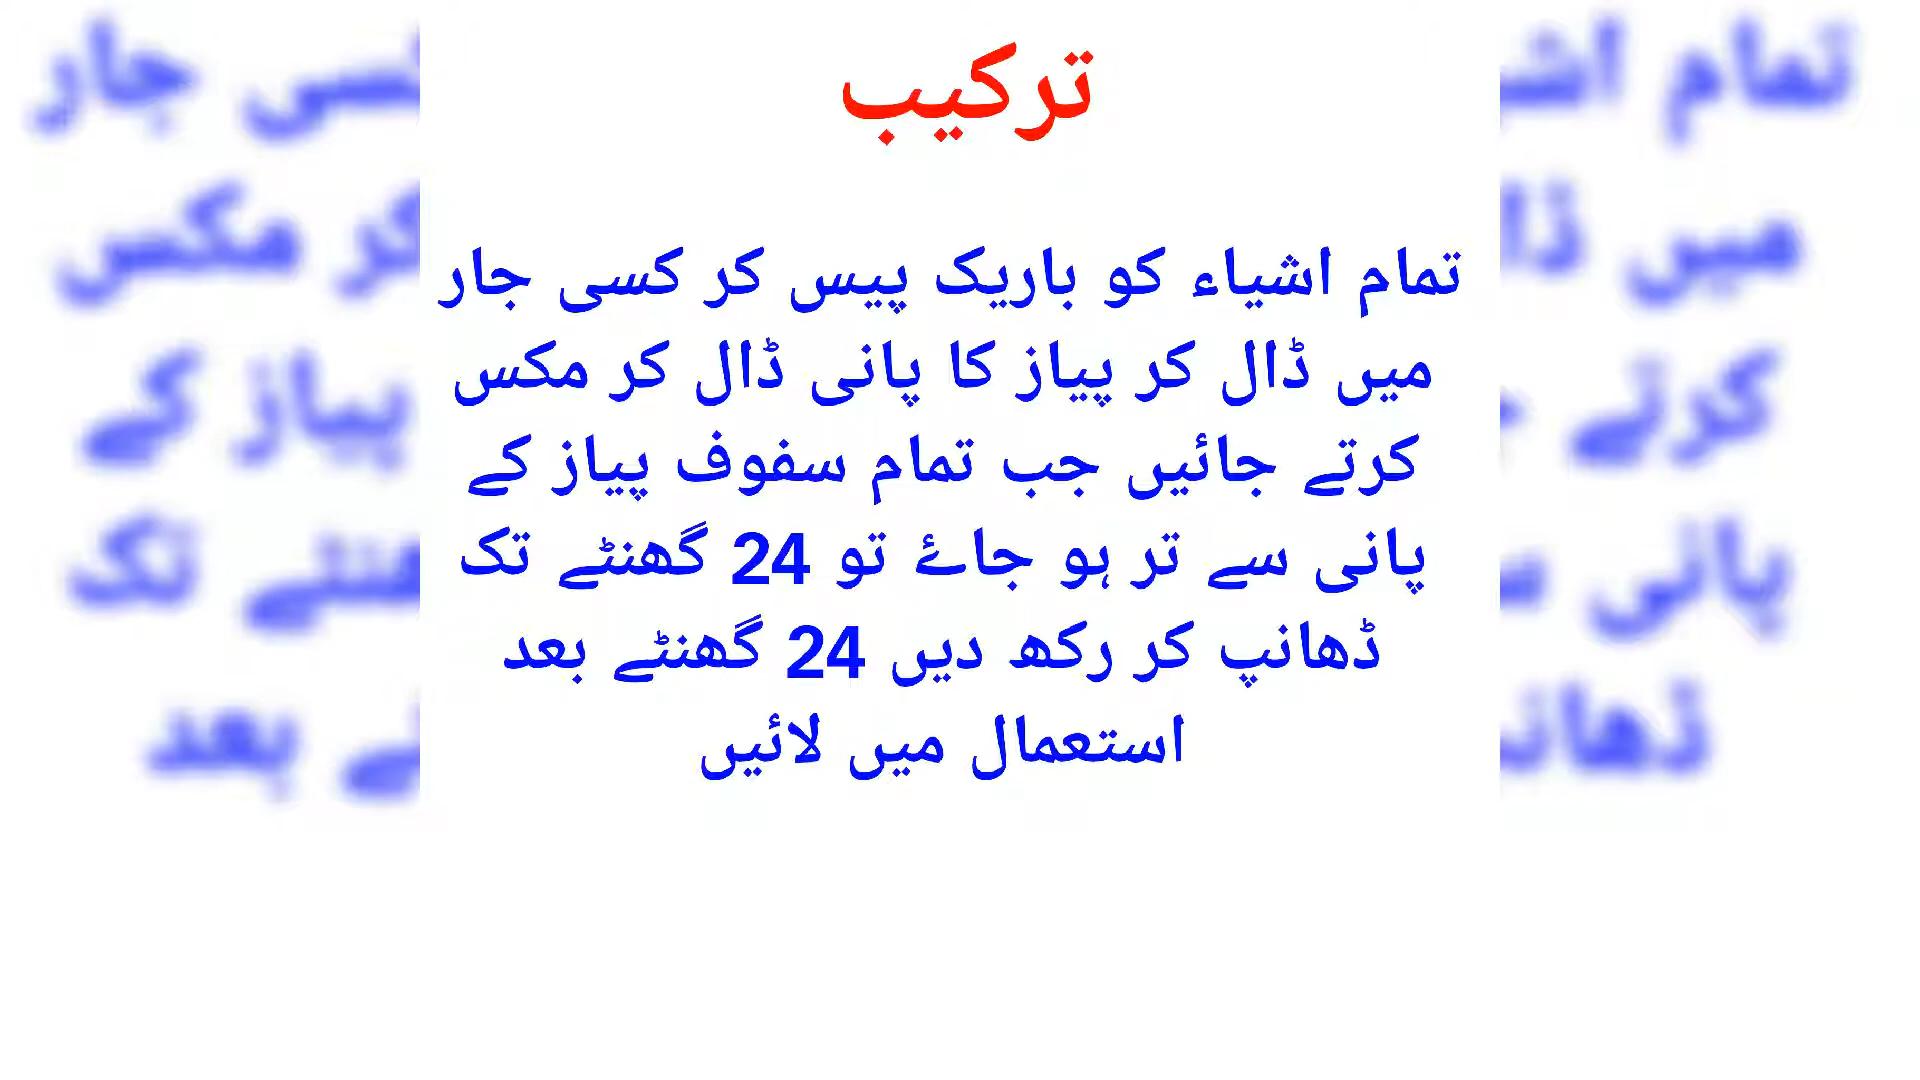 ترکیب
تمام اشیاء کو باریک پیس کر کسی جار
میں ڈال کر پیاز کا پانی ڈال کر مکس
کرتے جائیں جب تمام سفوف پیاز کے
پانی سے تر ہو جاۓ تو 24 گھنٹے تک
ڈھانپ کر رکھ دیں 24 گھنٹے بعد
استعمال میں لائیں